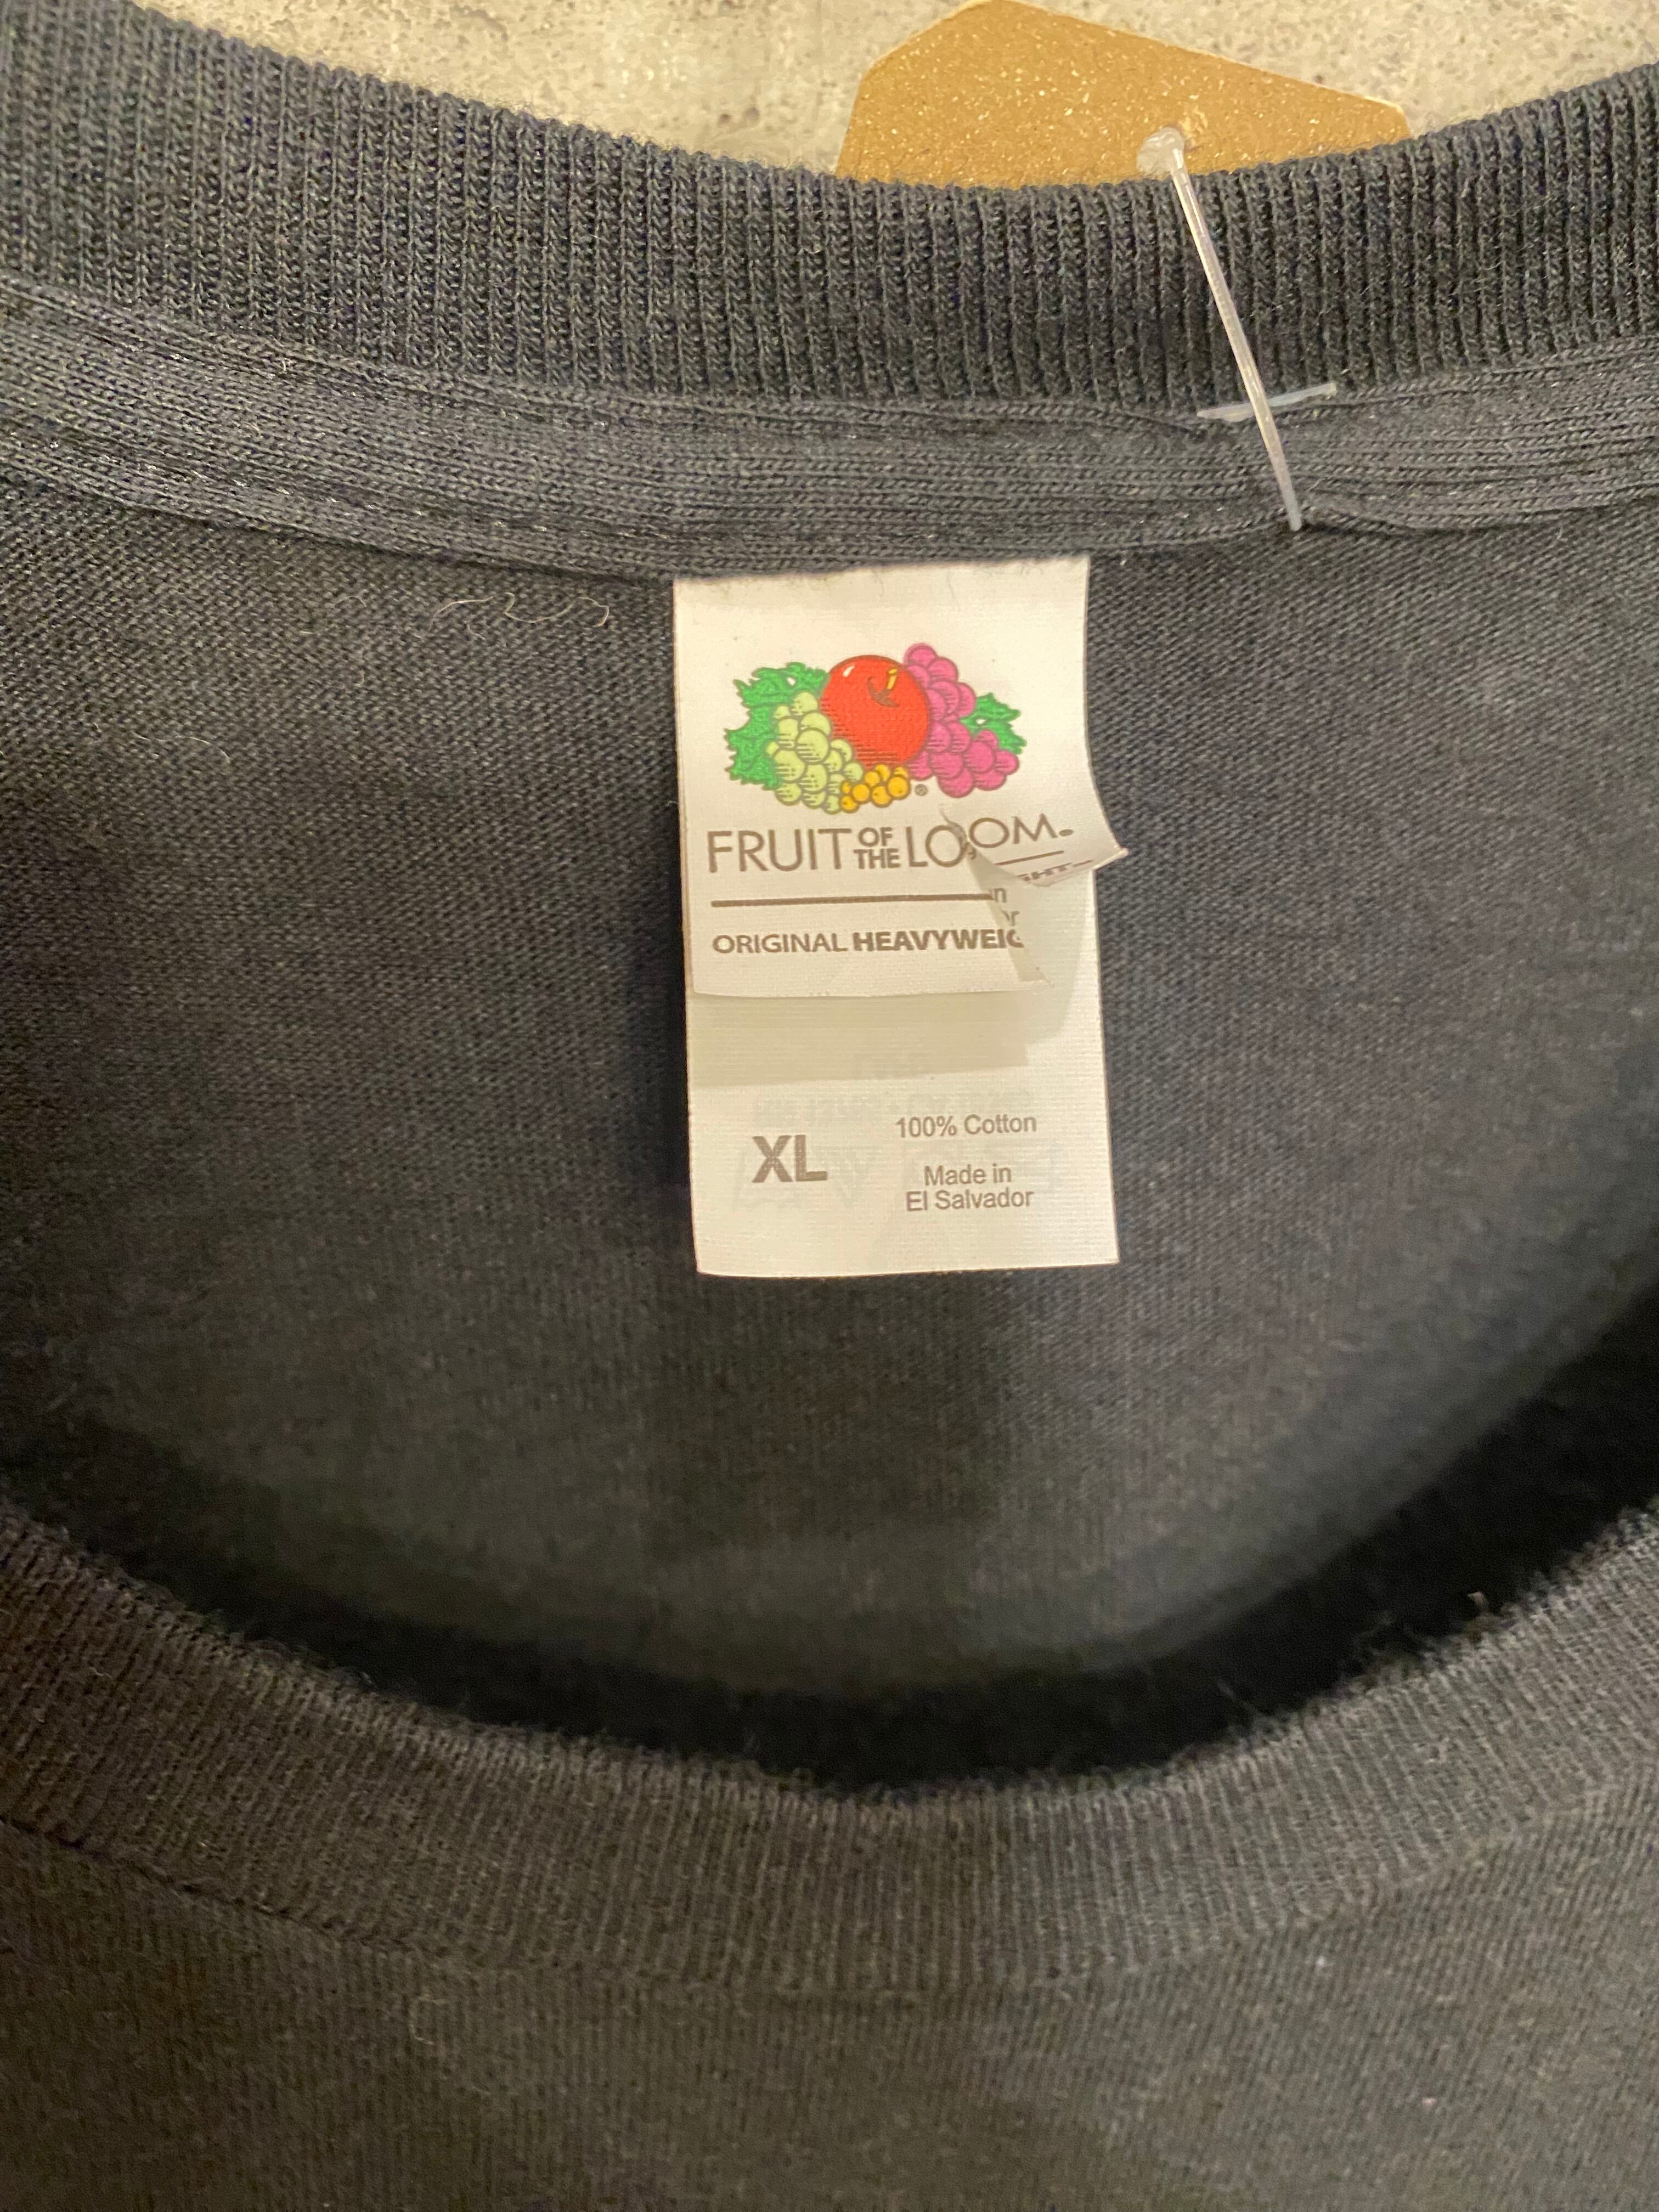 FRUIT OF THE LOOM®
ORIGINAL HEAVYWEIG
XL
100% Cotton
Made in
El Salvador